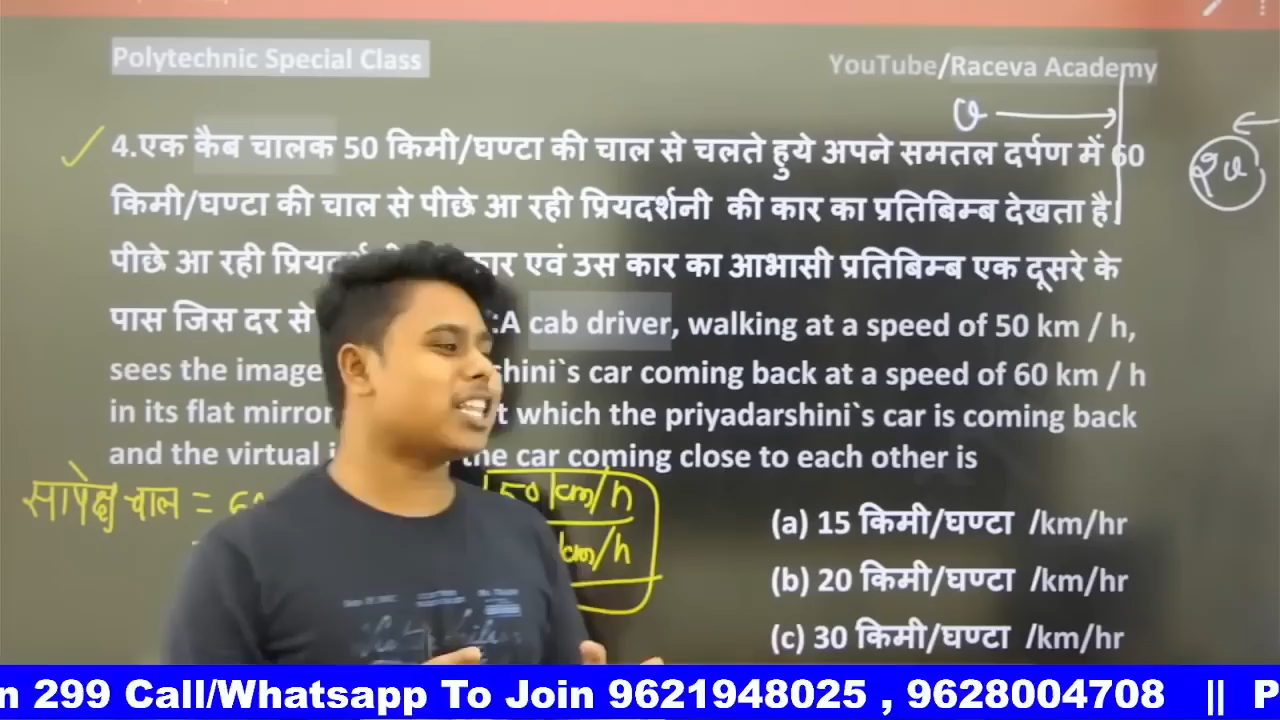 Polytechnic Special Class
YouTube/Raceva Academy
v
2v
4.एक कैब चालक 50 किमी/घण्टा की चाल से चलते हुये अपने समतल दर्पण में 60
किमी/घण्टा की चाल से पीछे आ रही प्रियदर्शनी की कार का प्रतिबिम्ब देखता है।
पीछे आ रही कार एवं उस कार का आभासी प्रतिबिम्ब एक दूसरे के
पास जिस दर से :A cab driver, walking at a speed of 50 km / h,
sees the image shini`s car coming back at a speed of 60 km / h
in its flat mirror which the priyadarshini`s car is coming back
and the virtual the car coming close to each other is
सापेक्ष चाल = 60 50 km/h
km/h
(a) 15 किमी/घण्टा /km/hr
(b) 20 किमी/घण्टा /km/hr
(c) 30 किमी/घण्टा /km/hr
n 299 Call/Whatsapp To Join 9621948025 , 9628004708 || P